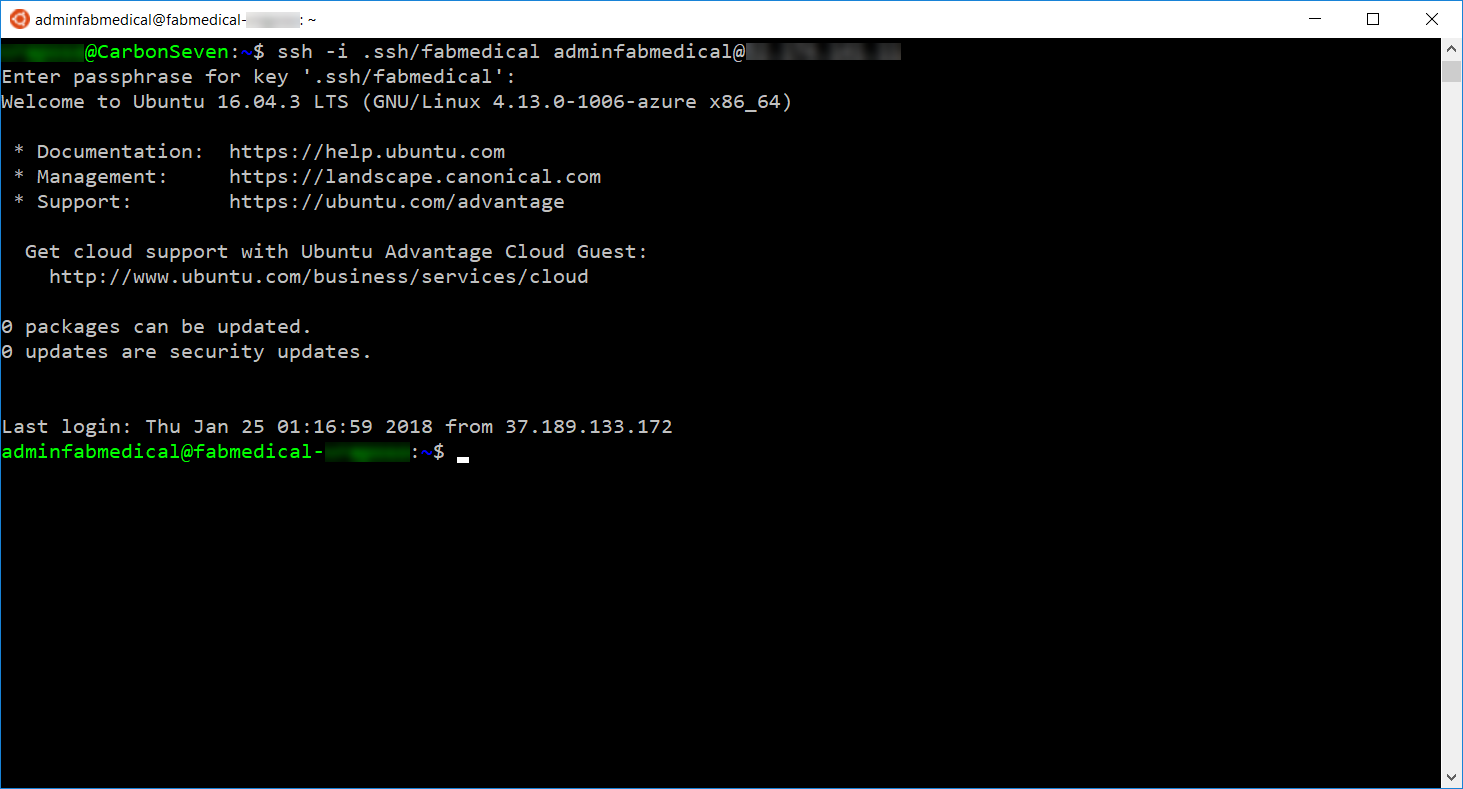 adminfabmedical@fabmedical- : ~
@CarbonSeven:~$ ssh -i .ssh/fabmedical adminfabmedical@
Enter passphrase for key '.ssh/fabmedical':
Welcome to Ubuntu 16.04.3 LTS (GNU/Linux 4.13.0-1006-azure x86_64)
* Documentation:  https://help.ubuntu.com
* Management:     https://landscape.canonical.com
* Support:        https://ubuntu.com/advantage
Get cloud support with Ubuntu Advantage Cloud Guest:
http://www.ubuntu.com/business/services/cloud
0 packages can be updated.
0 updates are security updates.
Last login: Thu Jan 25 01:16:59 2018 from 37.189.133.172
adminfabmedical@fabmedical- :~$